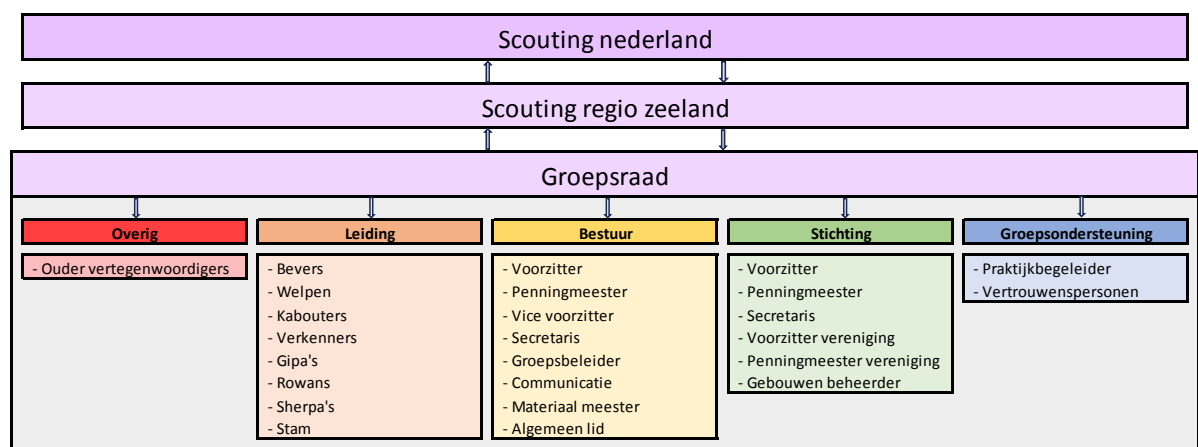 Scouting nederland
Scouting regio zeeland
Groepsraad
Overig
- Ouder vertegenwoordigers
Leiding
- Bevers
- Welpen
- Kabouters
- Verkenners
- Gipa's
- Rowans
- Sherpa's
- Stam
Bestuur
- Voorzitter
- Penningmeester
- Vice voorzitter
- Secretaris
- Groepsbeleider
- Communicatie
- Materiaal meester
- Algemeen lid
Stichting
- Voorzitter
- Penningmeester
- Secretaris
- Voorzitter vereniging
- Penningmeester vereniging
- Gebouwen beheerder
Groepsondersteuning
- Praktijkbegeleider
- Vertrouwenspersonen